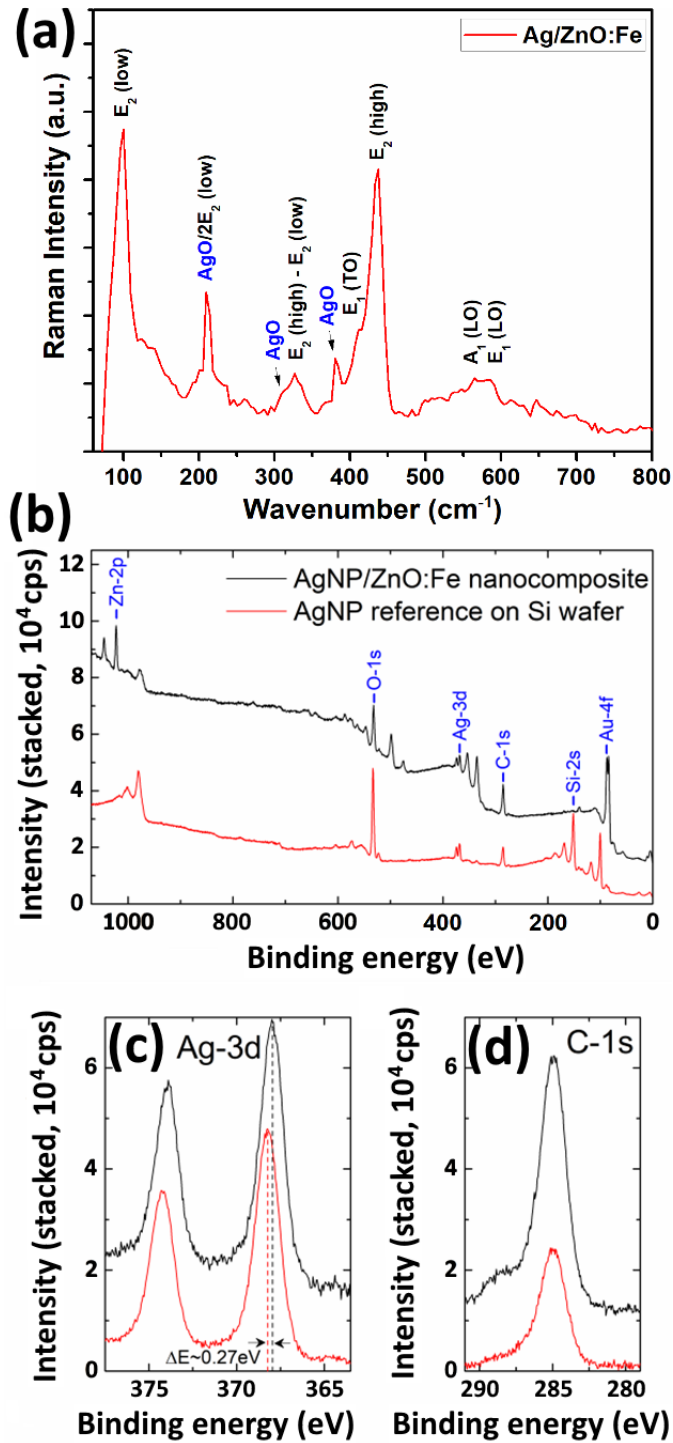 (a)
Ag/ZnO:Fe
Raman Intensity (a.u.)
E2 (low)
AgO/2E2 (low)
AgO
E2 (high) - E2 (low)
AgO
E1 (TO)
E2 (high)
A1 (LO)
E1 (LO)
100 200 300 400 500 600 700 800
Wavenumber (cm-1)
(b)
Intensity (stacked, 10⁴ cps)
12
10
8
6
4
2
0
Zn-2p
AgNP/ZnO:Fe nanocomposite
AgNP reference on Si wafer
O-1s
Ag-3d
C-1s
Si-2s
Au-4f
1000 800 600 400 200 0
Binding energy (eV)
(c)
Ag-3d
Intensity (stacked, 10⁴cps)
6
4
2
0
ΔE~0.27eV
375 370 365
Binding energy (eV)
(d)
C-1s
Intensity (stacked, 10⁴cps)
6
4
2
0
290 285 280
Binding energy (eV)